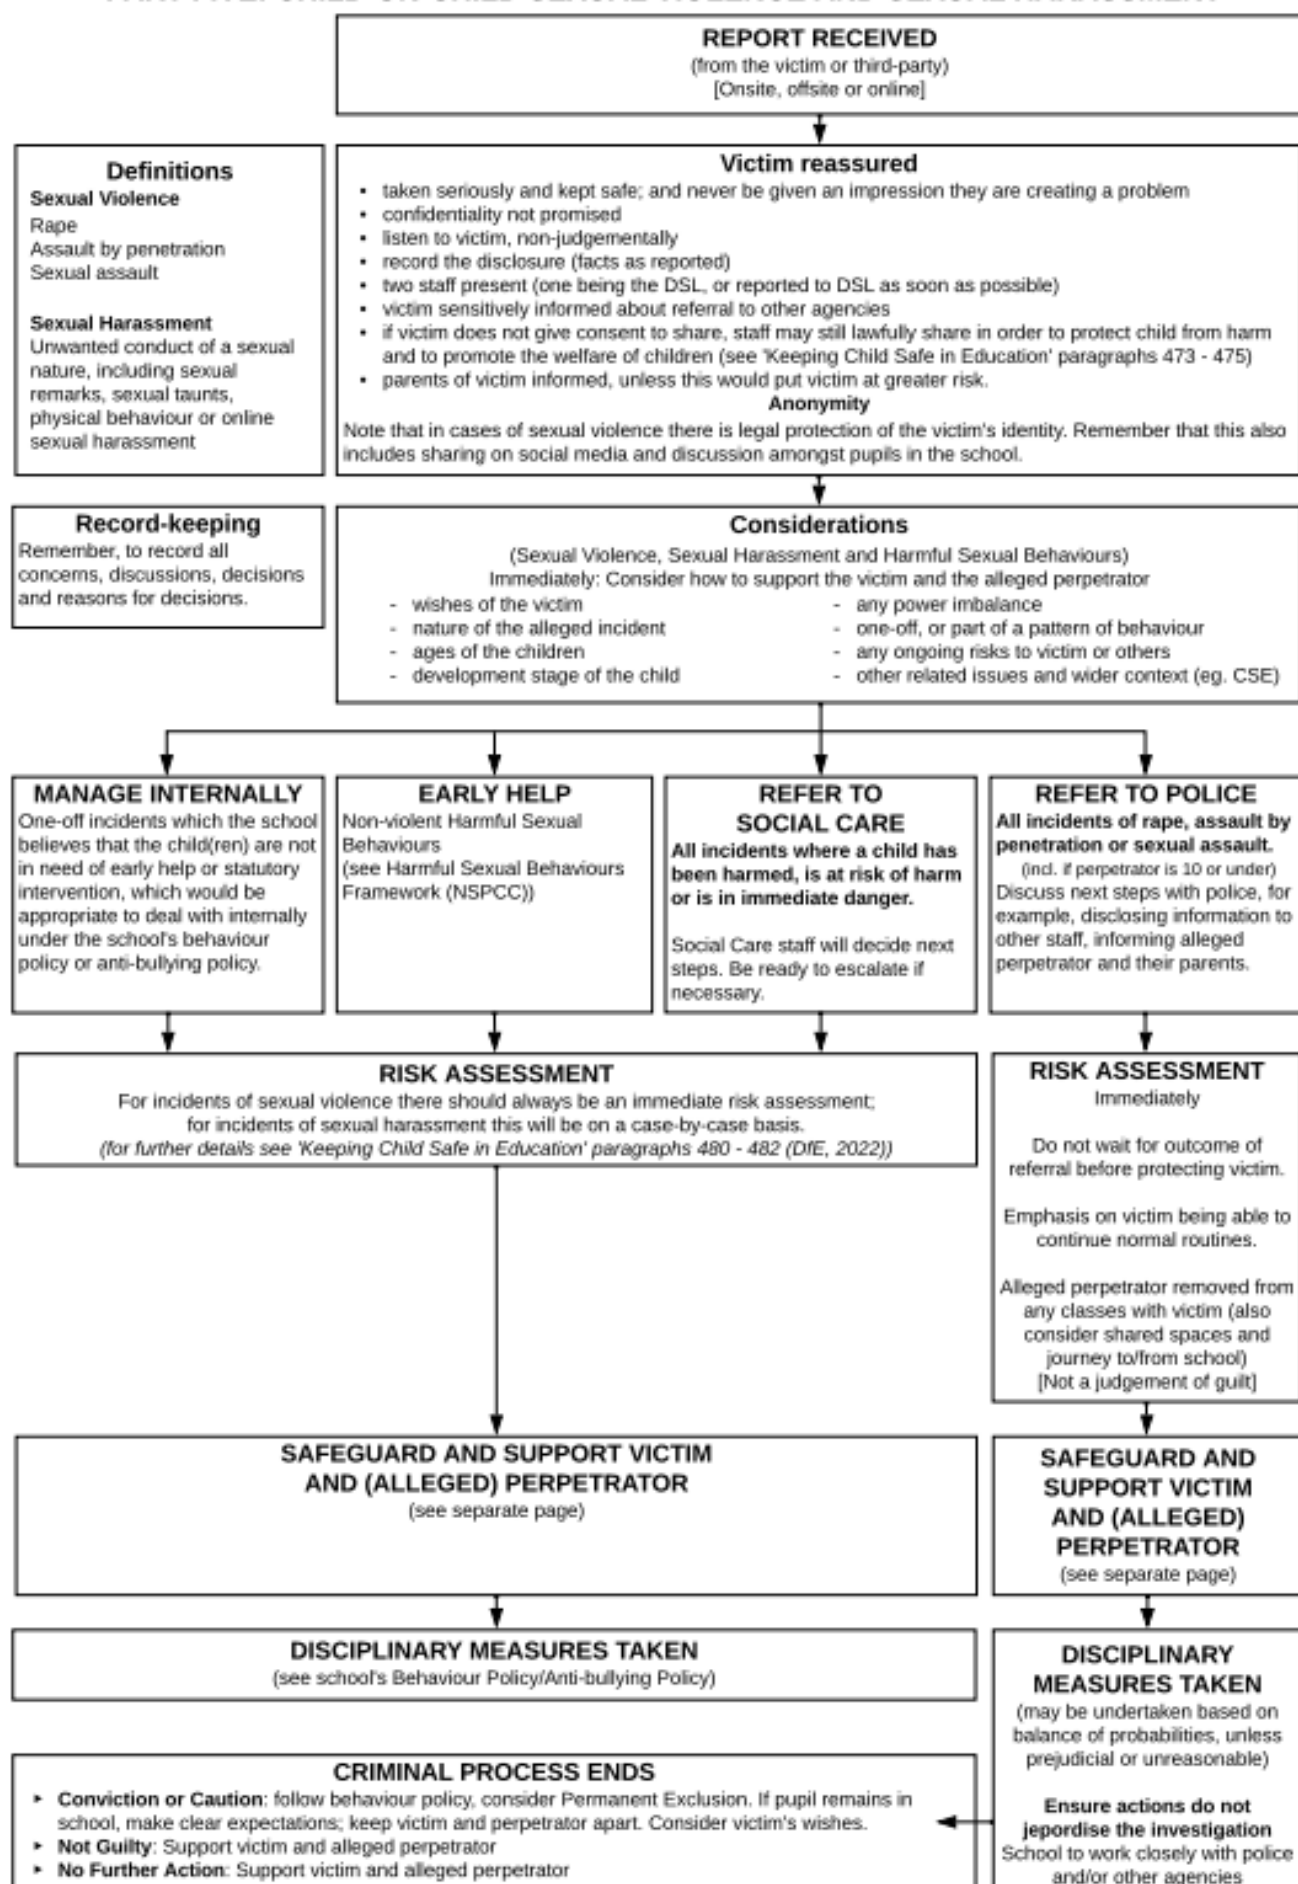 REPORT RECEIVED
(from the victim or third-party)
[Onsite, offsite or online]
Definitions
Sexual Violence
Rape
Assault by penetration
Sexual assault
Sexual Harassment
Unwanted conduct of a sexual
nature, including sexual
remarks, sexual taunts,
physical behaviour or online
sexual harassment
Victim reassured
• taken seriously and kept safe; and never be given an impression they are creating a problem
• confidentiality not promised
• listen to victim, non-judgementally
• record the disclosure (facts as reported)
• two staff present (one being the DSL, or reported to DSL as soon as possible)
• victim sensitively informed about referral to other agencies
• if victim does not give consent to share, staff may still lawfully share in order to protect child from harm
and to promote the welfare of children (see 'Keeping Child Safe in Education' paragraphs 473 - 475)
• parents of victim informed, unless this would put victim at greater risk.
Anonymity
Note that in cases of sexual violence there is legal protection of the victim's identity. Remember that this also
includes sharing on social media and discussion amongst pupils in the school.
Record-keeping
Remember, to record all
concerns, discussions, decisions
and reasons for decisions.
Considerations
(Sexual Violence, Sexual Harassment and Harmful Sexual Behaviours)
Immediately: Consider how to support the victim and the alleged perpetrator
- wishes of the victim
- nature of the alleged incident
- ages of the children
- development stage of the child
- any power imbalance
- one-off, or part of a pattern of behaviour
- any ongoing risks to victim or others
- other related issues and wider context (eg. CSE)
MANAGE INTERNALLY
One-off incidents which the school
believes that the child(ren) are not
in need of early help or statutory
intervention, which would be
appropriate to deal with internally
under the school's behaviour
policy or anti-bullying policy.
EARLY HELP
Non-violent Harmful Sexual
Behaviours
(see Harmful Sexual Behaviours
Framework (NSPCC))
REFER TO
SOCIAL CARE
All incidents where a child has
been harmed, is at risk of harm
or is in immediate danger.
Social Care staff will decide next
steps. Be ready to escalate if
necessary.
REFER TO POLICE
All incidents of rape, assault by
penetration or sexual assault.
(incl. if perpetrator is 10 or under)
Discuss next steps with police, for
example, disclosing information to
other staff, informing alleged
perpetrator and their parents.
RISK ASSESSMENT
For incidents of sexual violence there should always be an immediate risk assessment;
for incidents of sexual harassment this will be on a case-by-case basis.
(for further details see 'Keeping Child Safe in Education' paragraphs 480 - 482 (DfE, 2022))
RISK ASSESSMENT
Immediately
Do not wait for outcome of
referral before protecting victim.
Emphasis on victim being able to
continue normal routines.
Alleged perpetrator removed from
any classes with victim (also
consider shared spaces and
journey to/from school)
[Not a judgement of guilt]
SAFEGUARD AND SUPPORT VICTIM
AND (ALLEGED) PERPETRATOR
(see separate page)
SAFEGUARD AND
SUPPORT VICTIM
AND (ALLEGED)
PERPETRATOR
(see separate page)
DISCIPLINARY MEASURES TAKEN
(see school's Behaviour Policy/Anti-bullying Policy)
DISCIPLINARY
MEASURES TAKEN
(may be undertaken based on
balance of probabilities, unless
prejudicial or unreasonable)
Ensure actions do not
jepordise the investigation
School to work closely with police
and/or other agencies
CRIMINAL PROCESS ENDS
▸ Conviction or Caution: follow behaviour policy, consider Permanent Exclusion. If pupil remains in
school, make clear expectations; keep victim and perpetrator apart. Consider victim's wishes.
▸ Not Guilty: Support victim and alleged perpetrator
▸ No Further Action: Support victim and alleged perpetrator